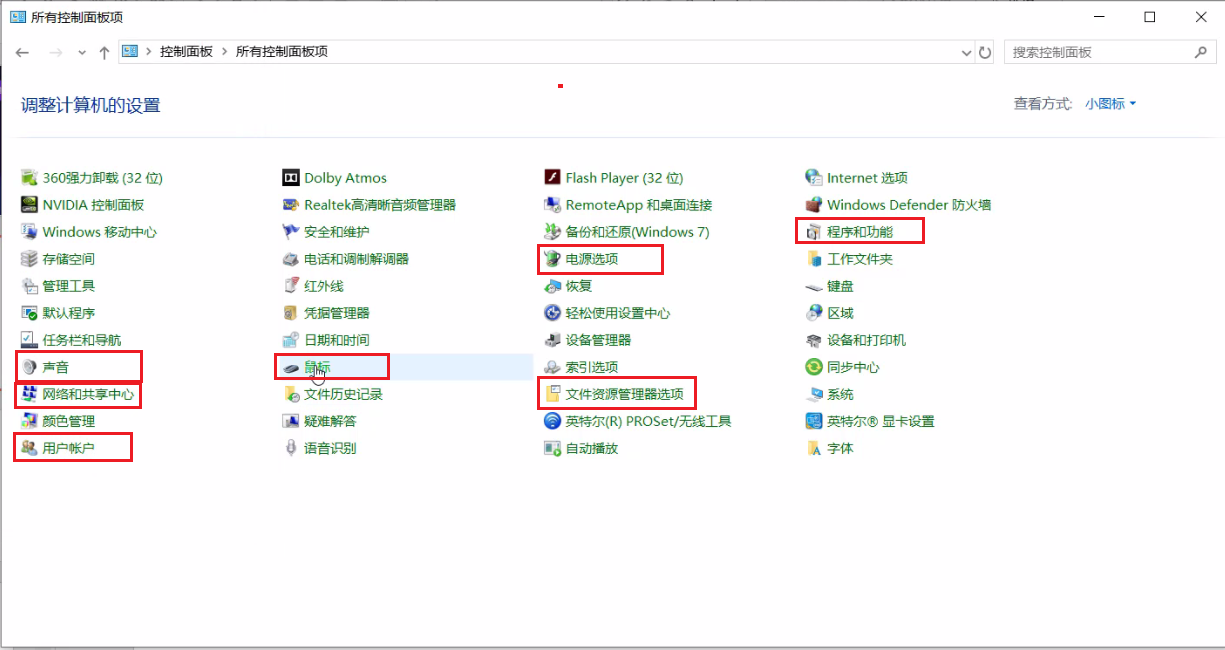 所有控制面板项
控制面板 > 所有控制面板项
搜索控制面板
调整计算机的设置
查看方式: 小图标
360强力卸载 (32 位)
Dolby Atmos
Flash Player (32 位)
Internet 选项
NVIDIA 控制面板
Realtek高清晰音频管理器
RemoteApp 和桌面连接
Windows Defender 防火墙
Windows 移动中心
安全和维护
备份和还原(Windows 7)
程序和功能
存储空间
电话和调制解调器
电源选项
工作文件夹
管理工具
红外线
恢复
键盘
默认程序
凭据管理器
轻松使用设置中心
区域
任务栏和导航
日期和时间
设备管理器
设备和打印机
声音
鼠标
索引选项
同步中心
网络和共享中心
文件历史记录
文件资源管理器选项
系统
颜色管理
疑难解答
英特尔(R) PROSet/无线工具
英特尔® 显卡设置
用户帐户
语音识别
自动播放
字体